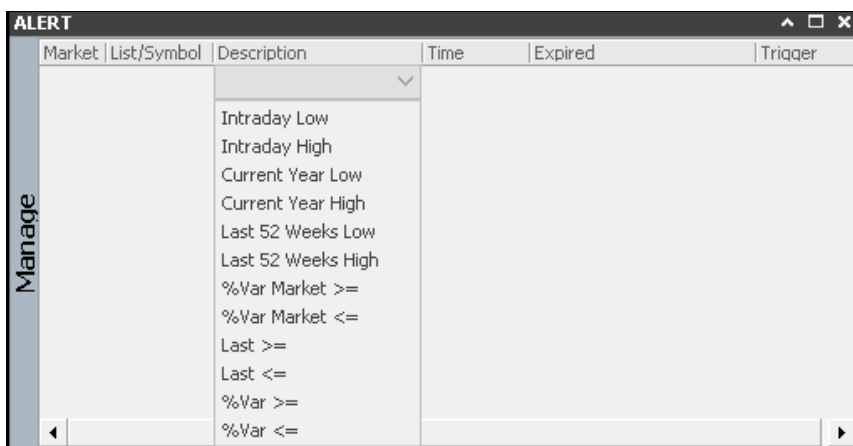 ALERT
Market List/Symbol Description Time Expired Trigger
Intraday Low
Intraday High
Current Year Low
Current Year High
Last 52 Weeks Low
Last 52 Weeks High
%Var Market >=
%Var Market <=
Last >=
Last <=
%Var >=
%Var <=
Manage